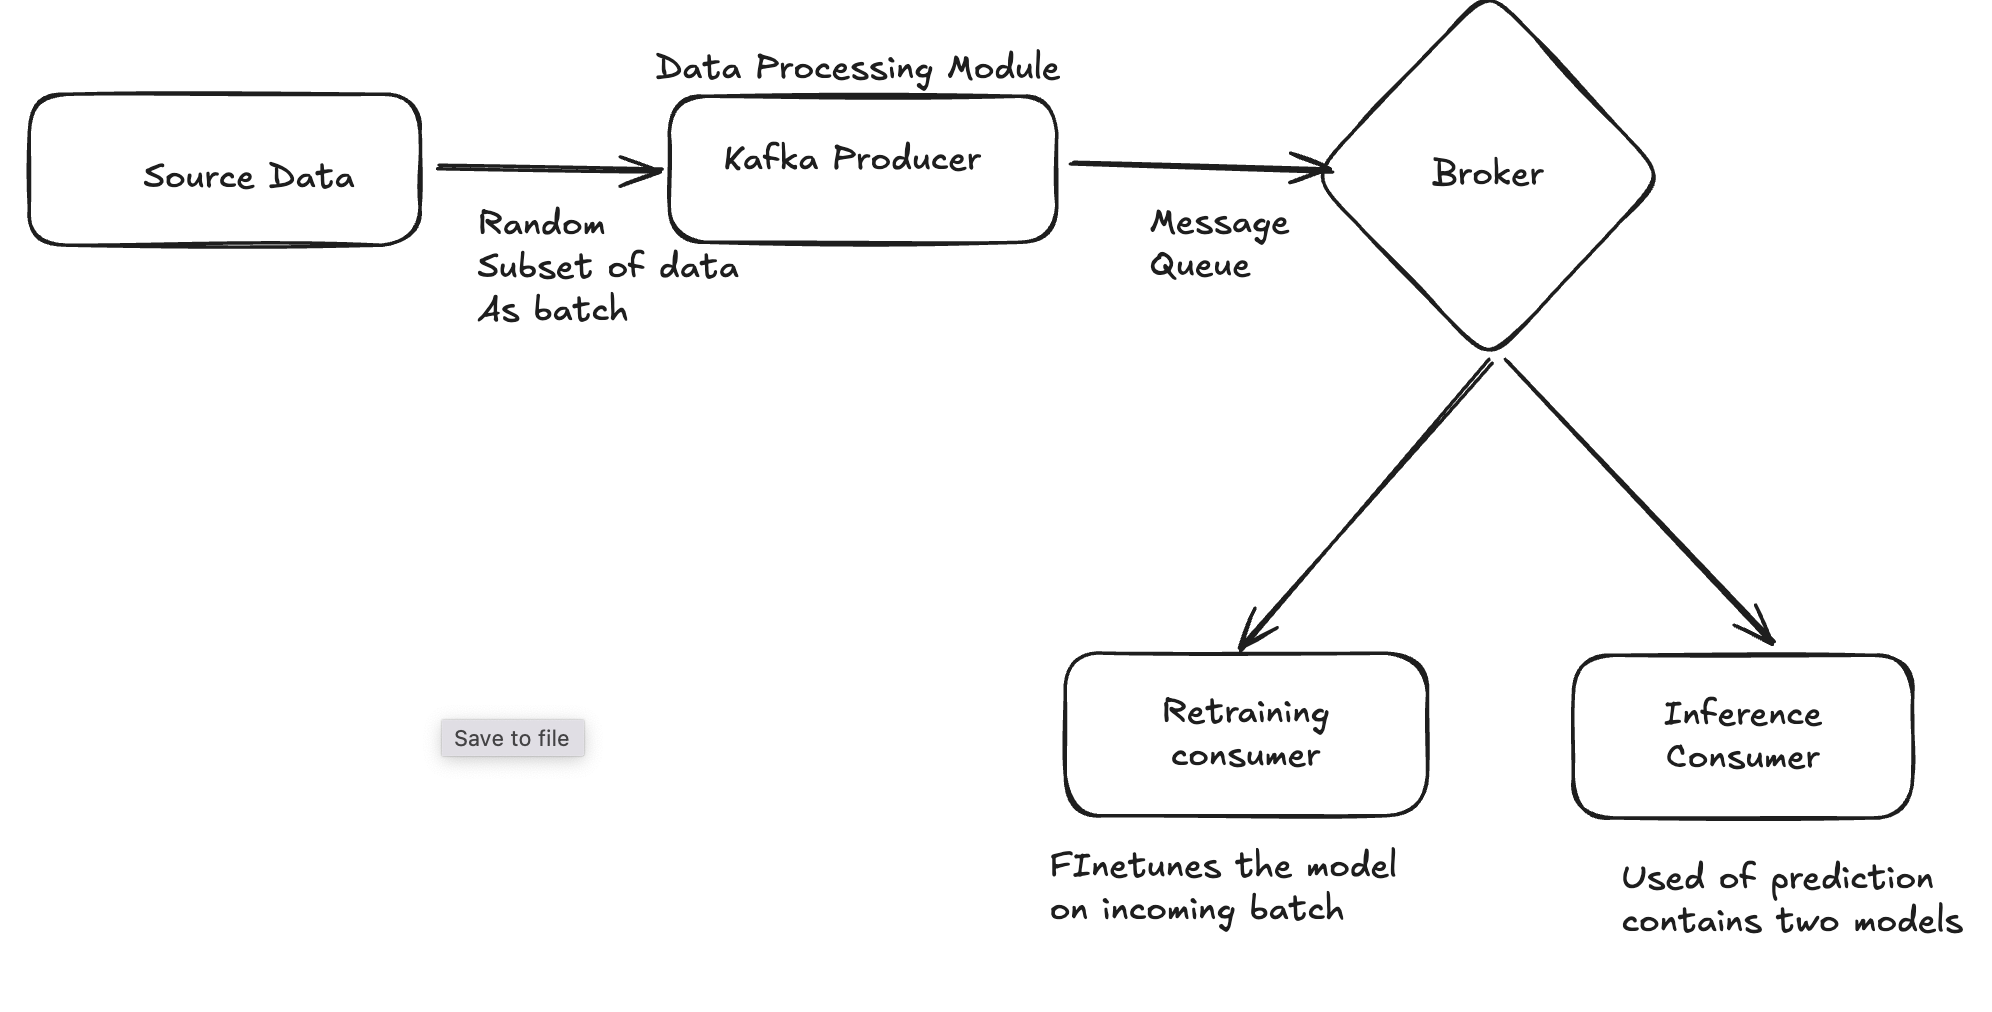 Data Processing Module
Source Data
Kafka Producer
Broker
Random
Subset of data
As batch
Message
Queue
Retraining
consumer
Inference
Consumer
Save to file
FInetunes the model
on incoming batch
Used of prediction
contains two models